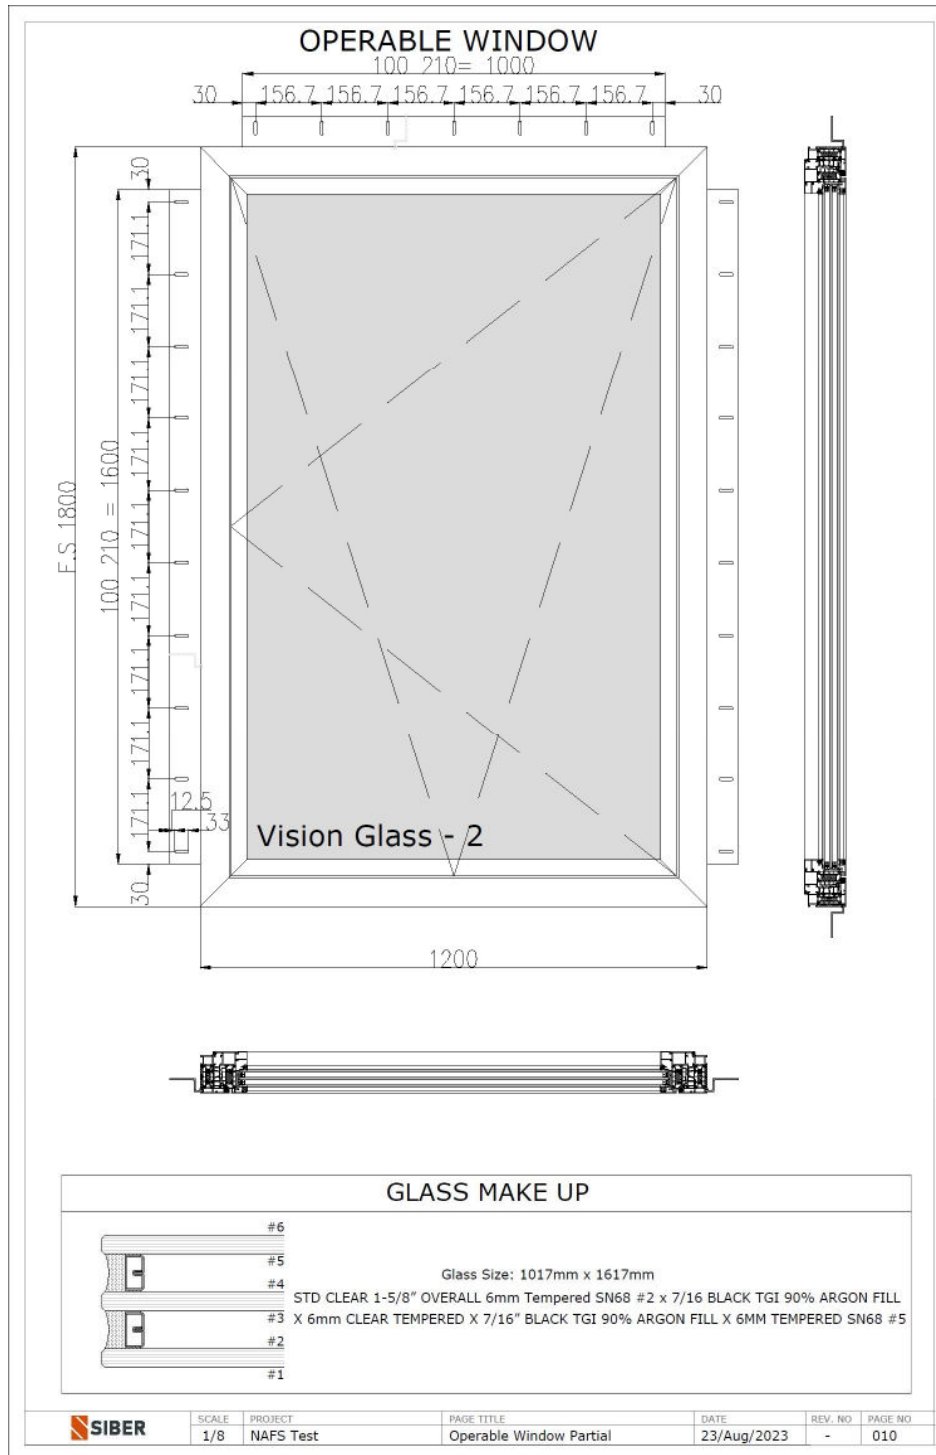 OPERABLE WINDOW
100 210= 1000
30 156.7 156.7 156.7 156.7 156.7 156.7 30
30
171.1
171.1
171.1
171.1
171.1
171.1
171.1
171.1
171.1
30
F.S 1800
100 210 = 1600
12.5
33
Vision Glass - 2
1200
GLASS MAKE UP
#6
#5
#4
#3
#2
#1
Glass Size: 1017mm x 1617mm
STD CLEAR 1-5/8" OVERALL 6mm Tempered SN68 #2 x 7/16 BLACK TGI 90% ARGON FILL
X 6mm CLEAR TEMPERED X 7/16" BLACK TGI 90% ARGON FILL X 6MM TEMPERED SN68 #5
SIBER
SCALE PROJECT PAGE TITLE DATE REV. NO PAGE NO
1/8 NAFS Test Operable Window Partial 23/Aug/2023 - 010